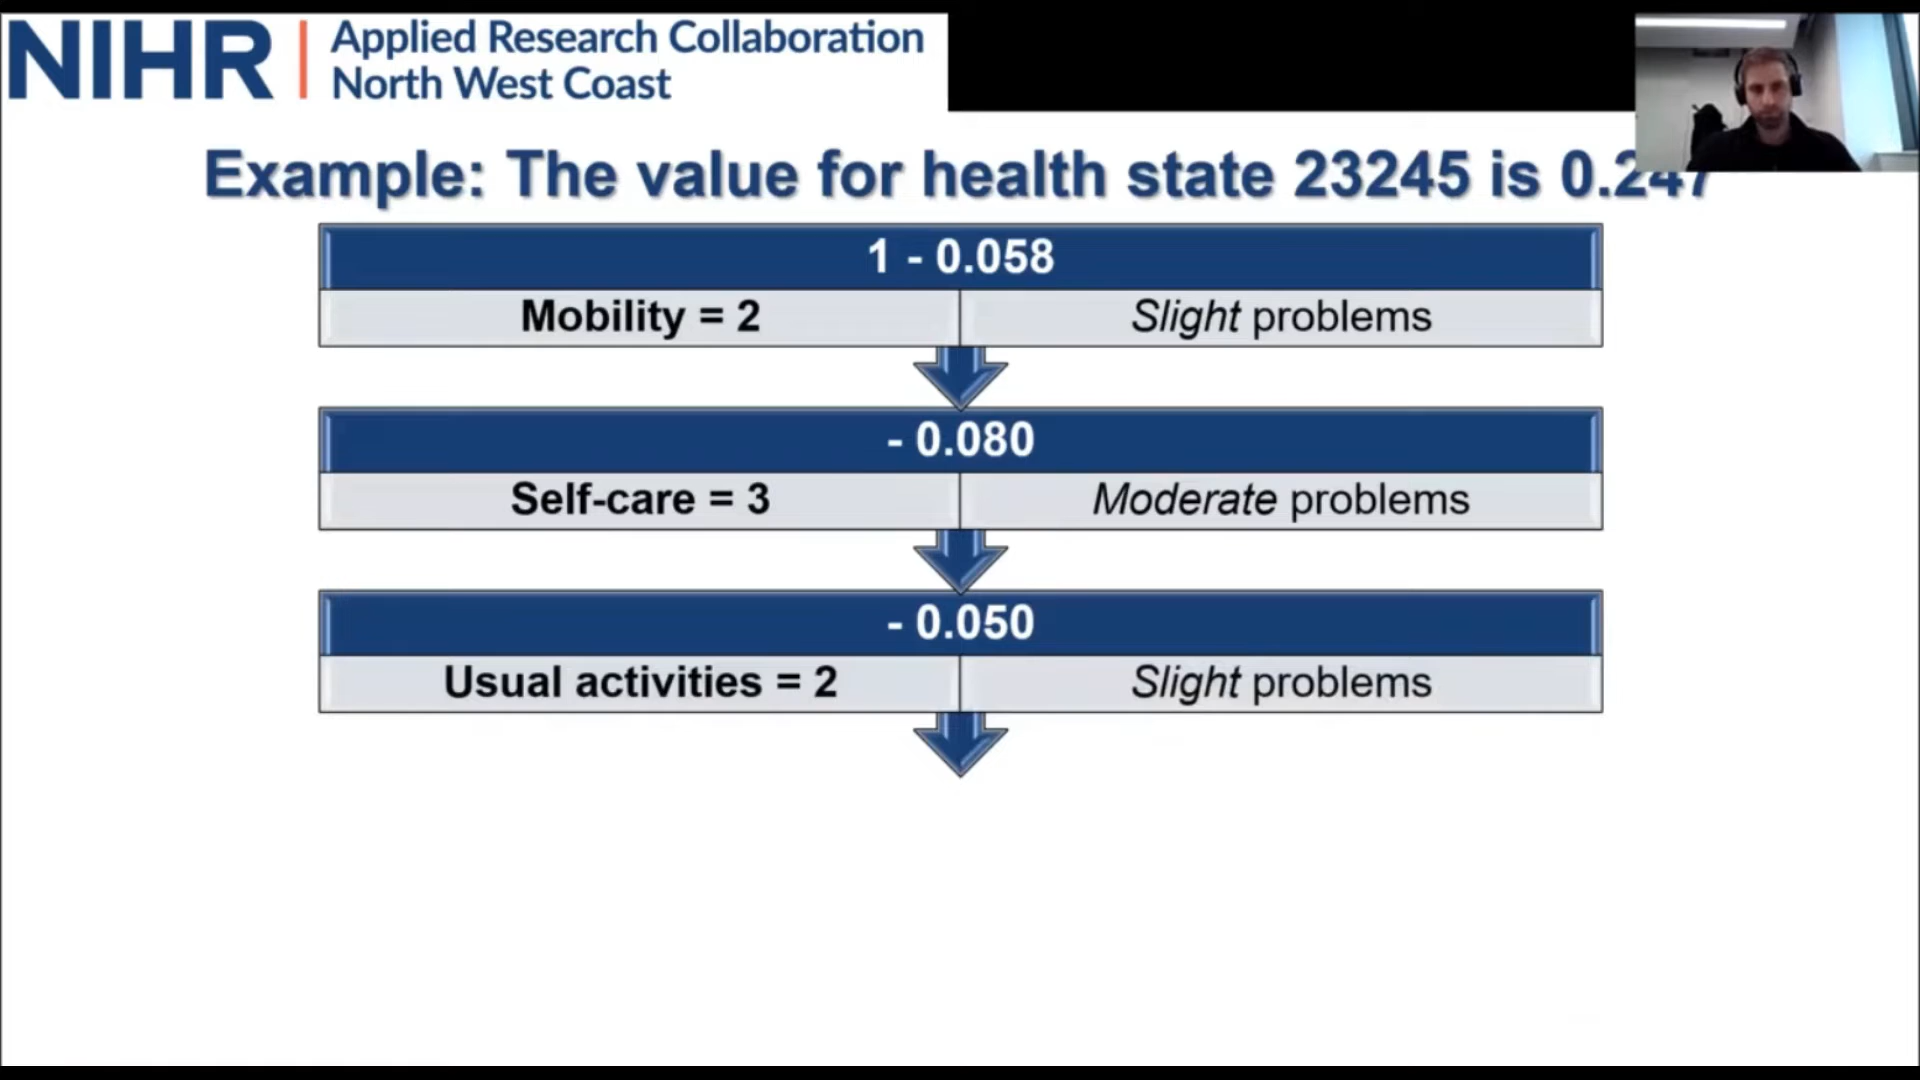 NIHR | Applied Research Collaboration
North West Coast
Example: The value for health state 23245 is 0.247
1 - 0.058
Mobility = 2
Slight problems
- 0.080
Self-care = 3
Moderate problems
- 0.050
Usual activities = 2
Slight problems